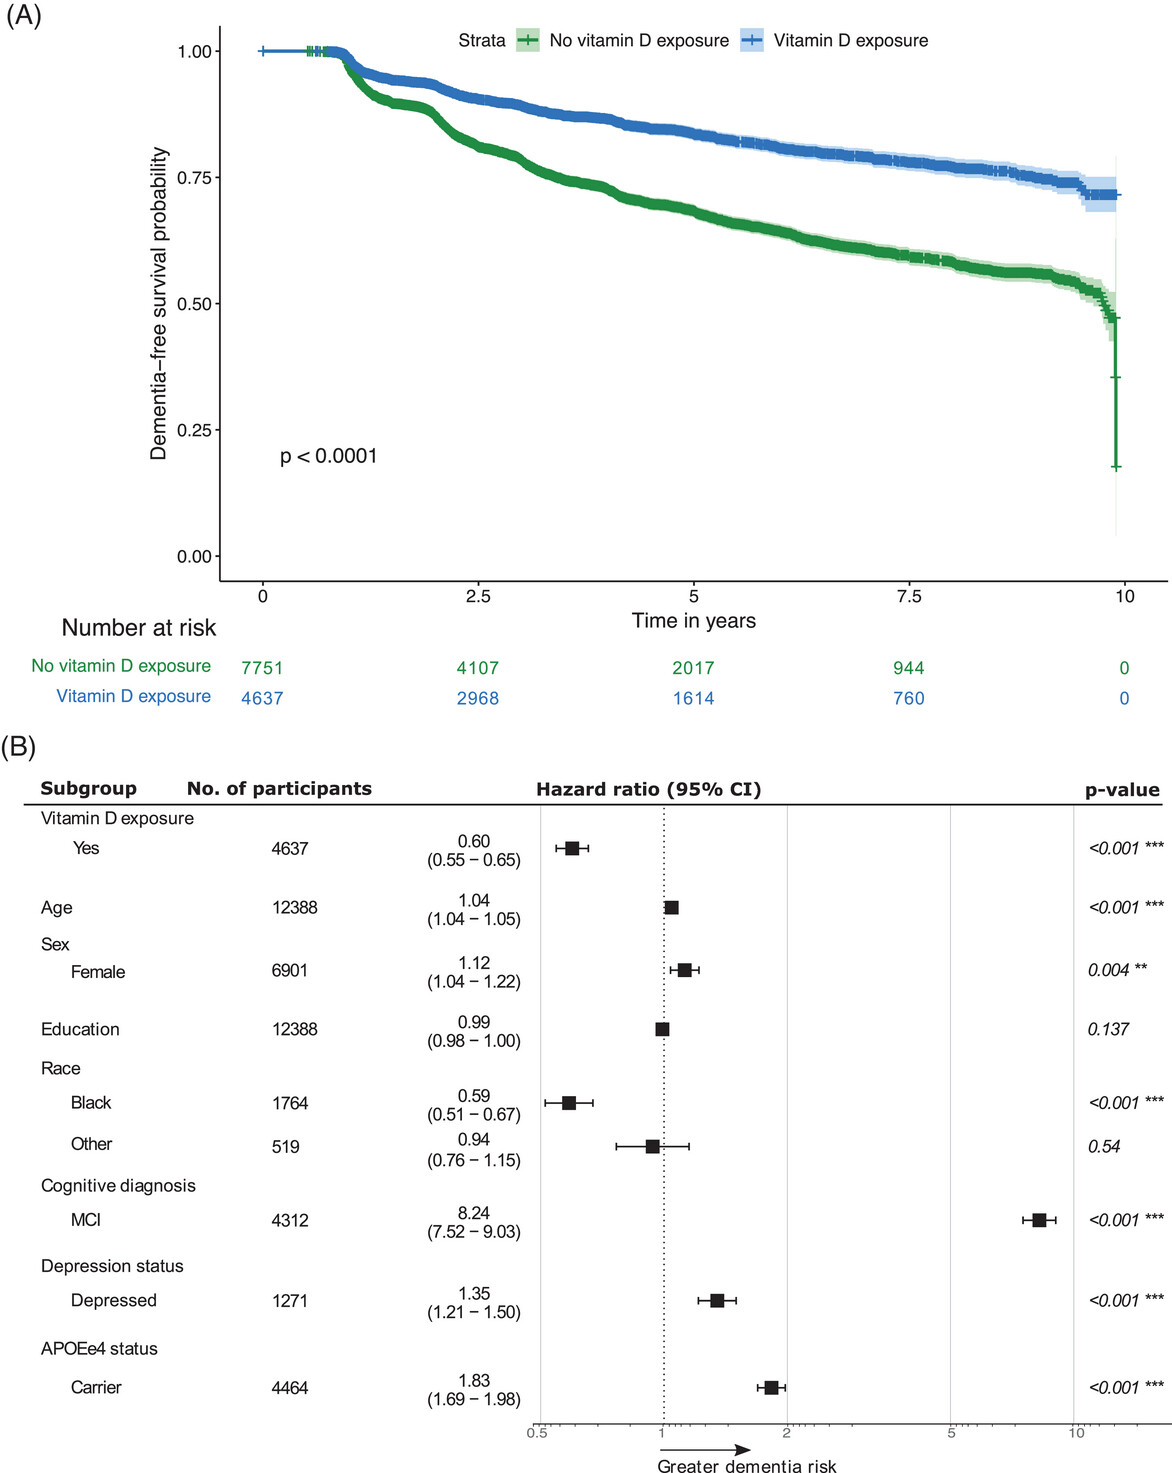 (A)
Strata No vitamin D exposure Vitamin D exposure
1.00
0.75
0.50
0.25
0.00
Dementia−free survival probability
p < 0.0001
0 2.5 5 7.5 10
Time in years
Number at risk
No vitamin D exposure 7751 4107 2017 944 0
Vitamin D exposure 4637 2968 1614 760 0
(B)
Subgroup No. of participants Hazard ratio (95% CI) p-value
Vitamin D exposure
Yes 4637 0.60 <0.001 ***
(0.55 − 0.65)
Age 12388 1.04 <0.001 ***
(1.04 − 1.05)
Sex
Female 6901 1.12 0.004 **
(1.04 − 1.22)
Education 12388 0.99 0.137
(0.98 − 1.00)
Race
Black 1764 0.59 <0.001 ***
(0.51 − 0.67)
Other 519 0.94 0.54
(0.76 − 1.15)
Cognitive diagnosis
MCI 4312 8.24 <0.001 ***
(7.52 − 9.03)
Depression status
Depressed 1271 1.35 <0.001 ***
(1.21 − 1.50)
APOEe4 status
Carrier 4464 1.83 <0.001 ***
(1.69 − 1.98)
0.5 1 2 5 10
Greater dementia risk